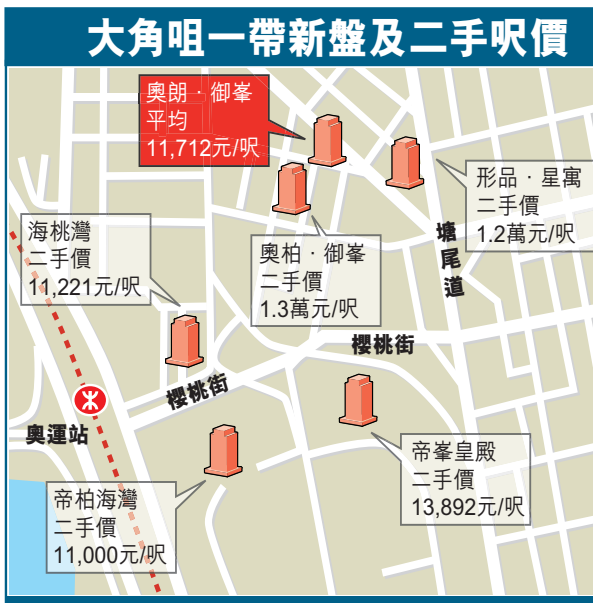 大角咀一帶新盤及二手呎價
奧朗‧御峯
平均
11,712元/呎
形品‧星寓
二手價
1.2萬元/呎
塘尾道
海桃灣
二手價
11,221元/呎
奧柏‧御峯
二手價
1.3萬元/呎
櫻桃街
櫻桃街
奧運站
帝峯皇殿
二手價
13,892元/呎
帝柏海灣
二手價
11,000元/呎